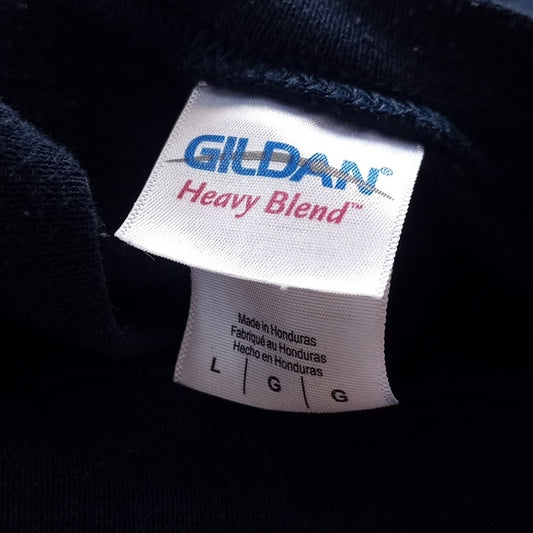 GILDAN®
Heavy Blend™
Made in Honduras
Fabriqué au Honduras
Hecho en Honduras
L | G | G